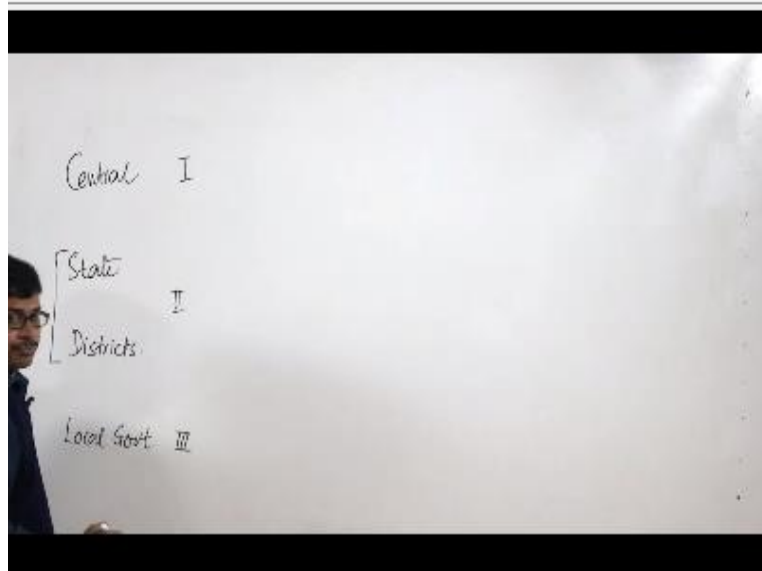 Central I
State
II
Districts.
Local Govt III